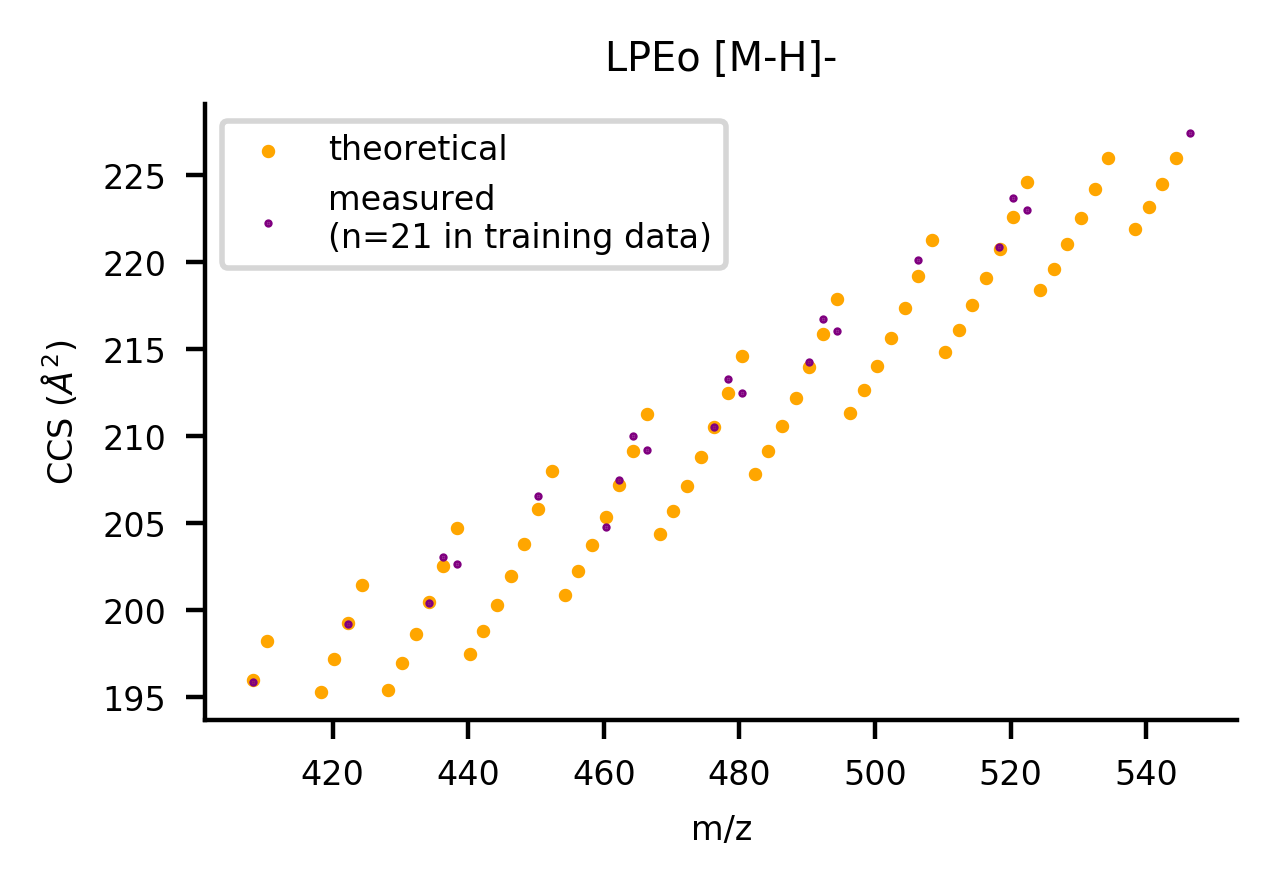 LPEo [M-H]-
theoretical
measured
(n=21 in training data)
CCS (Å²)
225
220
215
210
205
200
195
420 440 460 480 500 520 540
m/z